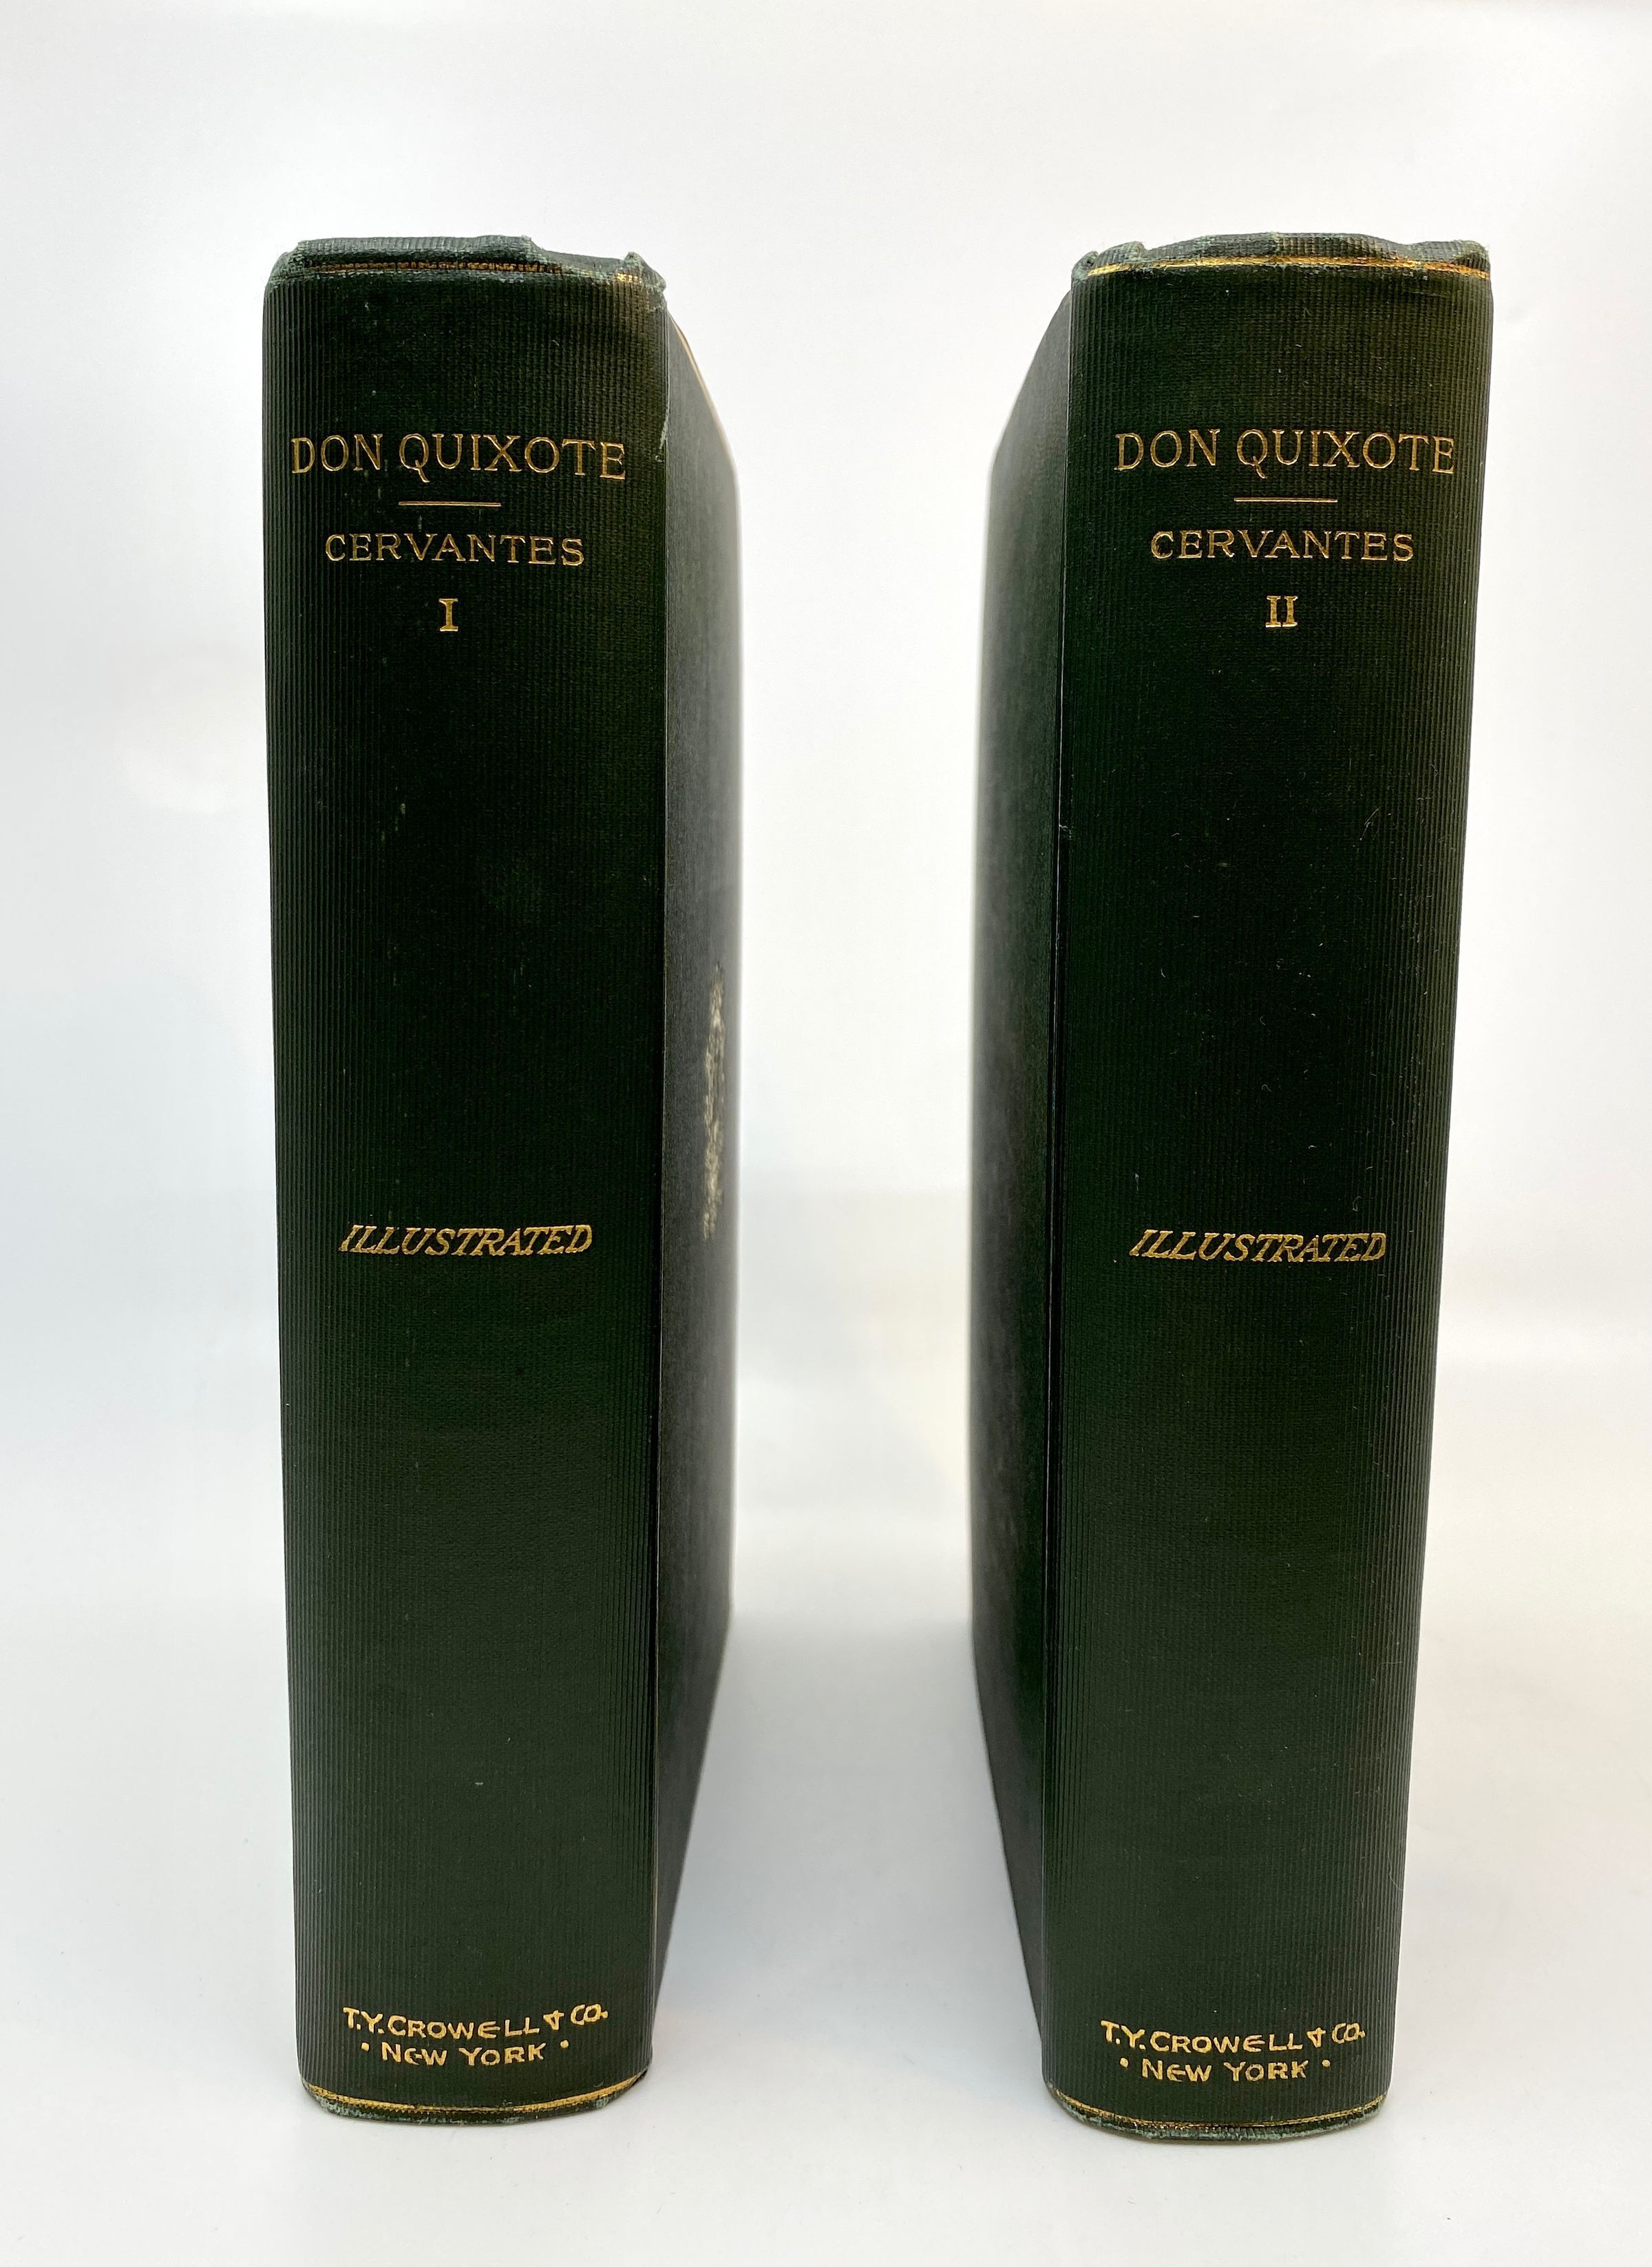 DON QUIXOTE
CERVANTES
I
ILLUSTRATED
T.Y. CROWELL & CO.
• NEW YORK •
DON QUIXOTE
CERVANTES
II
ILLUSTRATED
T.Y. CROWELL & CO.
• NEW YORK •